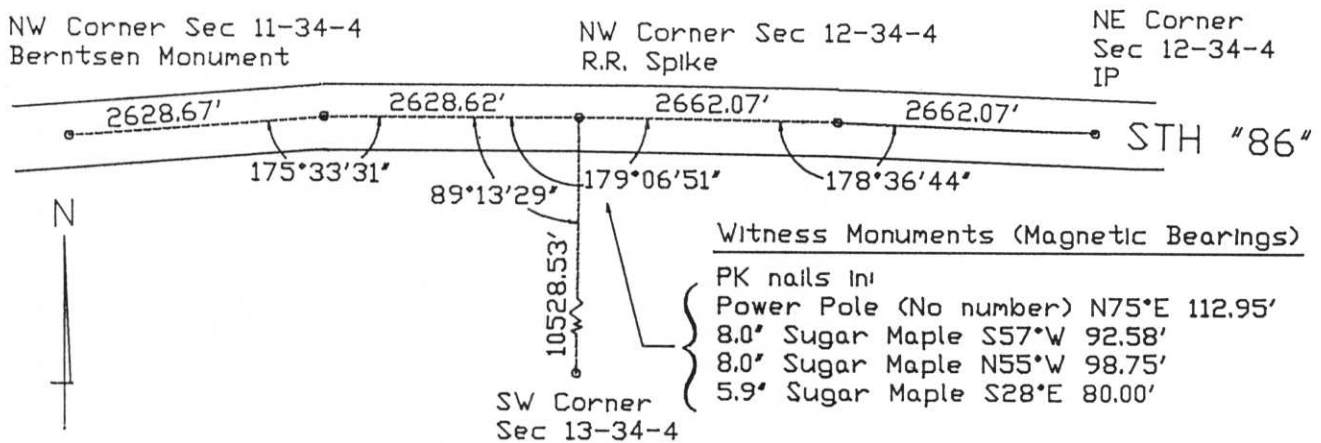 NW Corner Sec 11-34-4
Berntsen Monument
NW Corner Sec 12-34-4
R.R. Spike
NE Corner
Sec 12-34-4
IP
2628.67'
2628.62'
2662.07'
2662.07'
STH "86"
175°33'31"
89°13'29"
179°06'51"
178°36'44"
N
10528.53'
Witness Monuments (Magnetic Bearings)
PK nails in:
Power Pole (No number) N75°E 112.95'
8.0" Sugar Maple S57°W 92.58'
8.0" Sugar Maple N55°W 98.75'
5.9" Sugar Maple S28°E 80.00'
SW Corner
Sec 13-34-4